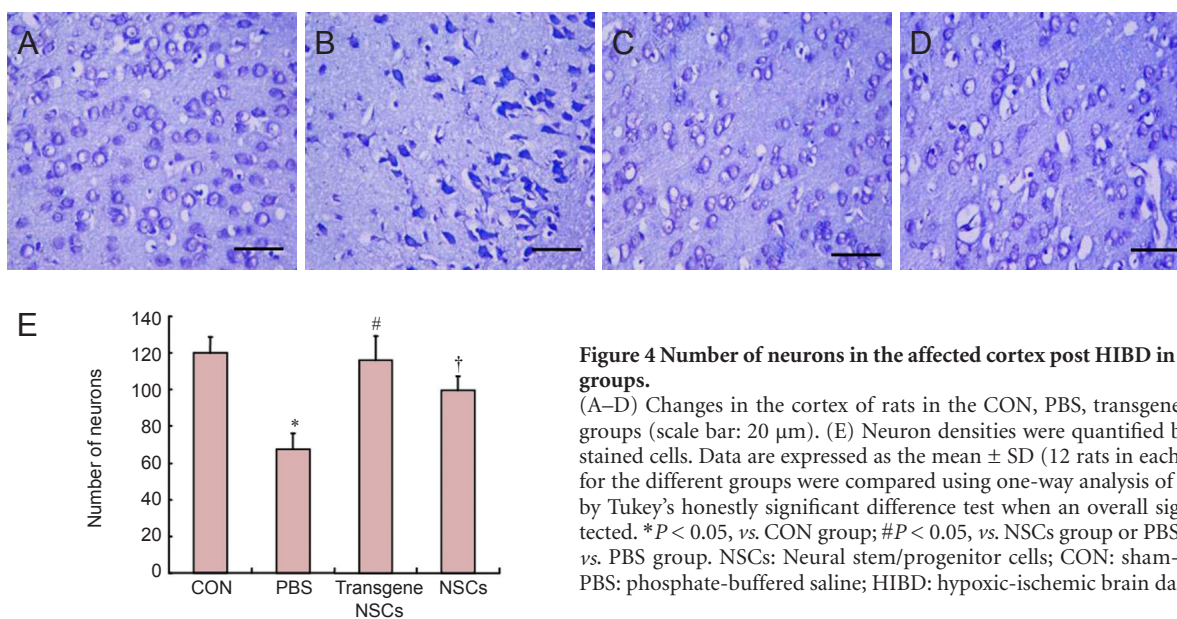 A
B
C
D
E
Number of neurons
140
120
100
80
60
40
20
0
*
#
†
CON
PBS
Transgene
NSCs
NSCs
Figure 4 Number of neurons in the affected cortex post HIBD in
groups.
(A–D) Changes in the cortex of rats in the CON, PBS, transgene
groups (scale bar: 20 μm). (E) Neuron densities were quantified b
stained cells. Data are expressed as the mean ± SD (12 rats in each
for the different groups were compared using one-way analysis of
by Tukey's honestly significant difference test when an overall sig
tected. *P < 0.05, vs. CON group; #P < 0.05, vs. NSCs group or PBS
vs. PBS group. NSCs: Neural stem/progenitor cells; CON: sham-
PBS: phosphate-buffered saline; HIBD: hypoxic-ischemic brain da